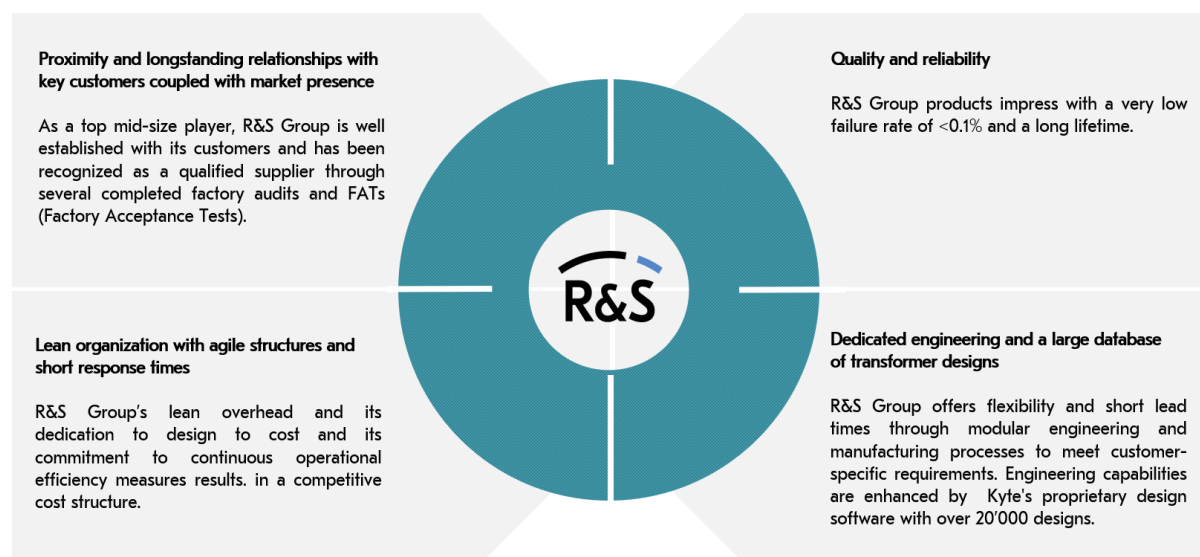 Proximity and longstanding relationships with
key customers coupled with market presence
As a top mid-size player, R&S Group is well
established with its customers and has been
recognized as a qualified supplier through
several completed factory audits and FATs
(Factory Acceptance Tests).
Quality and reliability
R&S Group products impress with a very low
failure rate of <0.1% and a long lifetime.
R&S
Lean organization with agile structures and
short response times
R&S Group's lean overhead and its
dedication to design to cost and its
commitment to continuous operational
efficiency measures results. in a competitive
cost structure.
Dedicated engineering and a large database
of transformer designs
R&S Group offers flexibility and short lead
times through modular engineering and
manufacturing processes to meet customer-
specific requirements. Engineering capabilities
are enhanced by Kyte's proprietary design
software with over 20'000 designs.